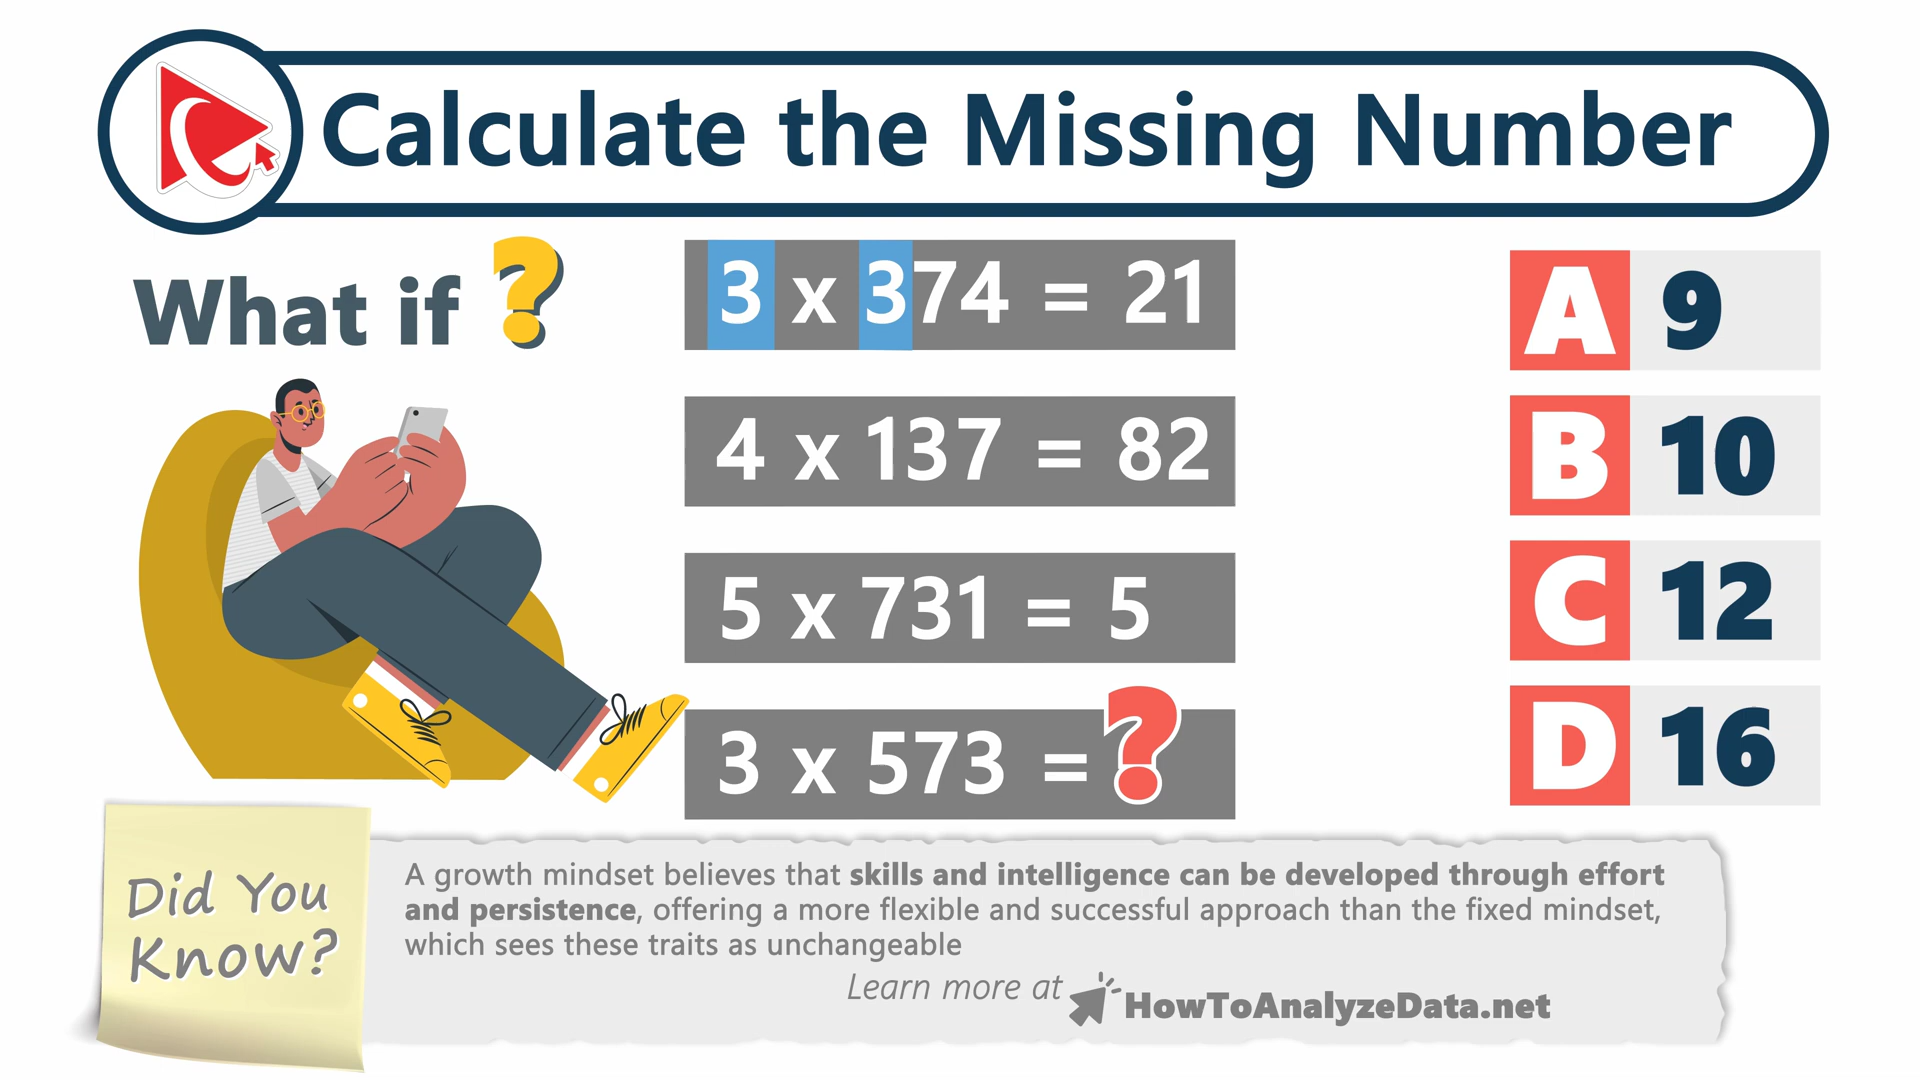 Calculate the Missing Number
What if ?
3 x 374 = 21
4 x 137 = 82
5 x 731 = 5
3 x 573 = ?
A 9
B 10
C 12
D 16
Did You
Know?
A growth mindset believes that skills and intelligence can be developed through effort
and persistence, offering a more flexible and successful approach than the fixed mindset,
which sees these traits as unchangeable
Learn more at HowToAnalyzeData.net